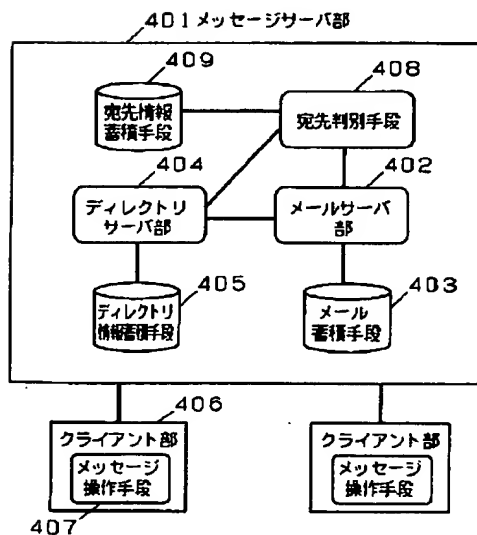 401メッセージサーバ部
409
408
宛先情報
蓄積手段
宛先判別手段
404
402
ディレクトリ
サーバ部
メールサーバ
部
405
403
ディレクトリ
情報蓄積手段
メール
蓄積手段
406
クライアント部
メッセージ
操作手段
407
クライアント部
メッセージ
操作手段